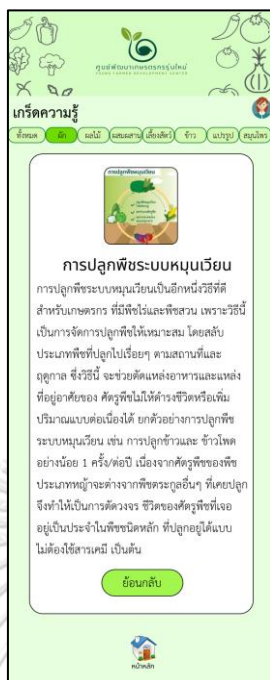 ศูนย์พัฒนาเกษตรกรรุ่นใหม่
YOUNG FARMER DEVELOPMENT CENTER
เกร็ดความรู้
ทั้งหมด ผัก ผลไม้ ผสมผสาน เลี้ยงสัตว์ ข้าว แปรรูป สมุนไพร
การปลูกพืชระบบหมุนเวียน
การปลูกพืชระบบหมุนเวียน
การปลูกพืชระบบหมุนเวียนเป็นอีกหนึ่งวิธีที่ดี
สำหรับเกษตรกร ที่มีพืชไร่และพืชสวน เพราะวิธีนี้
เป็นการจัดการปลูกพืชให้เหมาะสม โดยสลับ
ประเภทพืชที่ปลูกไปเรื่อยๆ ตามสถานที่และ
ฤดูกาล ซึ่งวิธีนี้ จะช่วยตัดแหล่งอาหารและแหล่ง
ที่อยู่อาศัยของ ศัตรูพืชไม่ให้ดำรงชีวิตหรือเพิ่ม
ปริมาณแบบต่อเนื่องได้ ยกตัวอย่างการปลูกพืช
ระบบหมุนเวียน เช่น การปลูกข้าวและ ข้าวโพด
อย่างน้อย 1 ครั้ง/ต่อปี เนื่องจากศัตรูพืชของพืช
ประเภทหญ้าจะต่างจากพืชตระกูลอื่นๆ ที่เคยปลูก
จึงทำให้เป็นการตัดวงจร ชีวิตของศัตรูพืชที่เจอ
อยู่เป็นประจำในพืชชนิดหลัก ที่ปลูกอยู่ได้แบบ
ไม่ต้องใช้สารเคมี เป็นต้น
ย้อนกลับ
หน้าหลัก